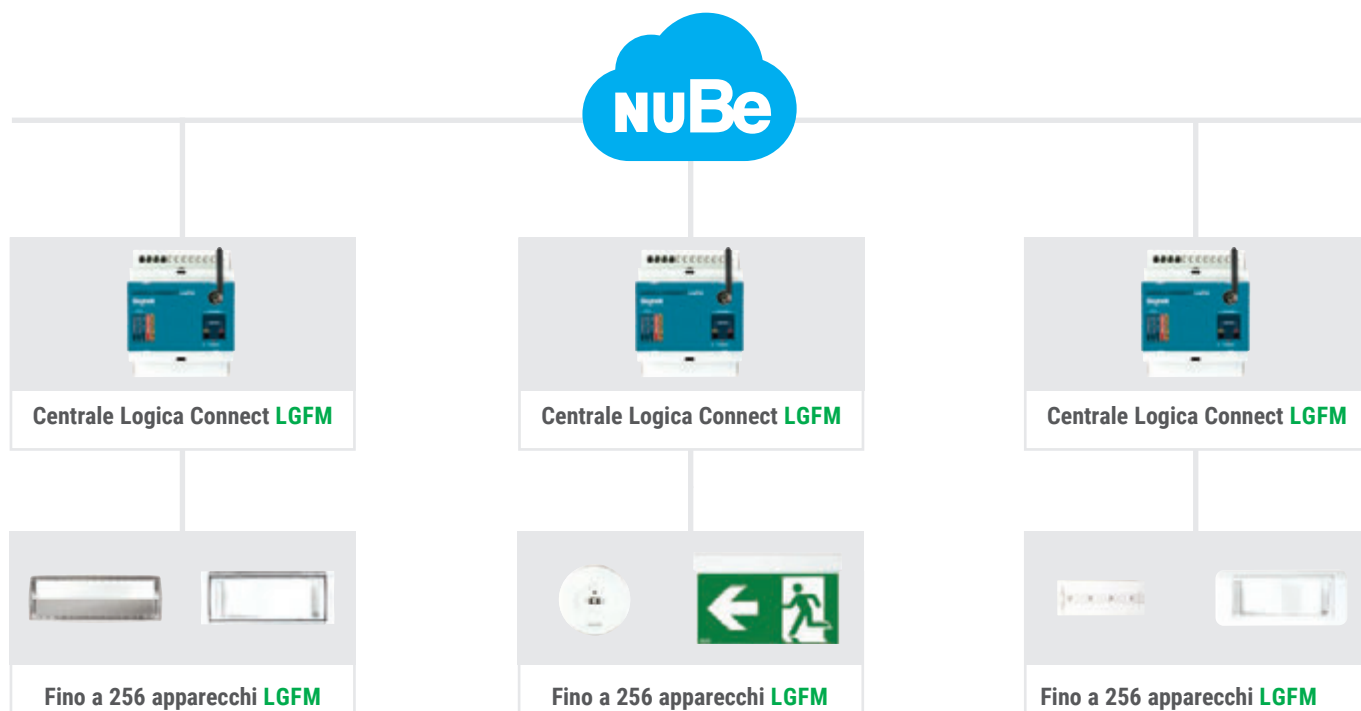 NUBe
Centrale Logica Connect LGFM
Centrale Logica Connect LGFM
Centrale Logica Connect LGFM
Fino a 256 apparecchi LGFM
Fino a 256 apparecchi LGFM
Fino a 256 apparecchi LGFM